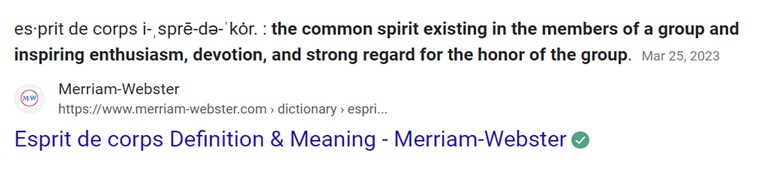 es·prit de corps i-ˌsprē-də-ˈkȯr. : the common spirit existing in the members of a group and
inspiring enthusiasm, devotion, and strong regard for the honor of the group. Mar 25, 2023
M-W
Merriam-Webster
https://www.merriam-webster.com › dictionary › espri...
Esprit de corps Definition & Meaning - Merriam-Webster